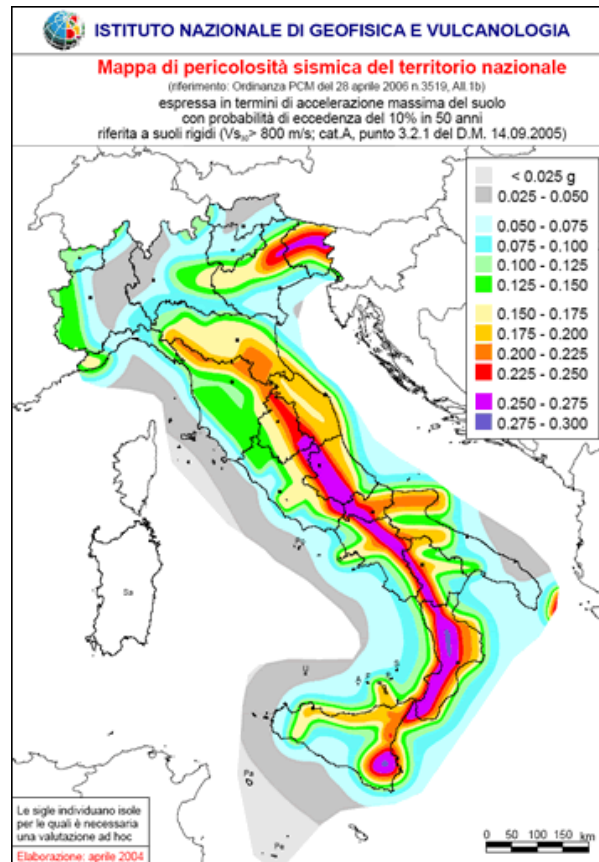 ISTITUTO NAZIONALE DI GEOFISICA E VULCANOLOGIA
Mappa di pericolosità sismica del territorio nazionale
(riferimento: Ordinanza PCM del 28 aprile 2006 n.3519, All.1b)
espressa in termini di accelerazione massima del suolo
con probabilità di eccedenza del 10% in 50 anni
riferita a suoli rigidi (Vs₃₀> 800 m/s; cat.A, punto 3.2.1 del D.M. 14.09.2005)
< 0.025 g
0.025 - 0.050
0.050 - 0.075
0.075 - 0.100
0.100 - 0.125
0.125 - 0.150
0.150 - 0.175
0.175 - 0.200
0.200 - 0.225
0.225 - 0.250
0.250 - 0.275
0.275 - 0.300
Sa
U
Pa
Pe
Le sigle individuano isole
per le quali è necessaria
una valutazione ad hoc
Elaborazione: aprile 2004
0 50 100 150 km